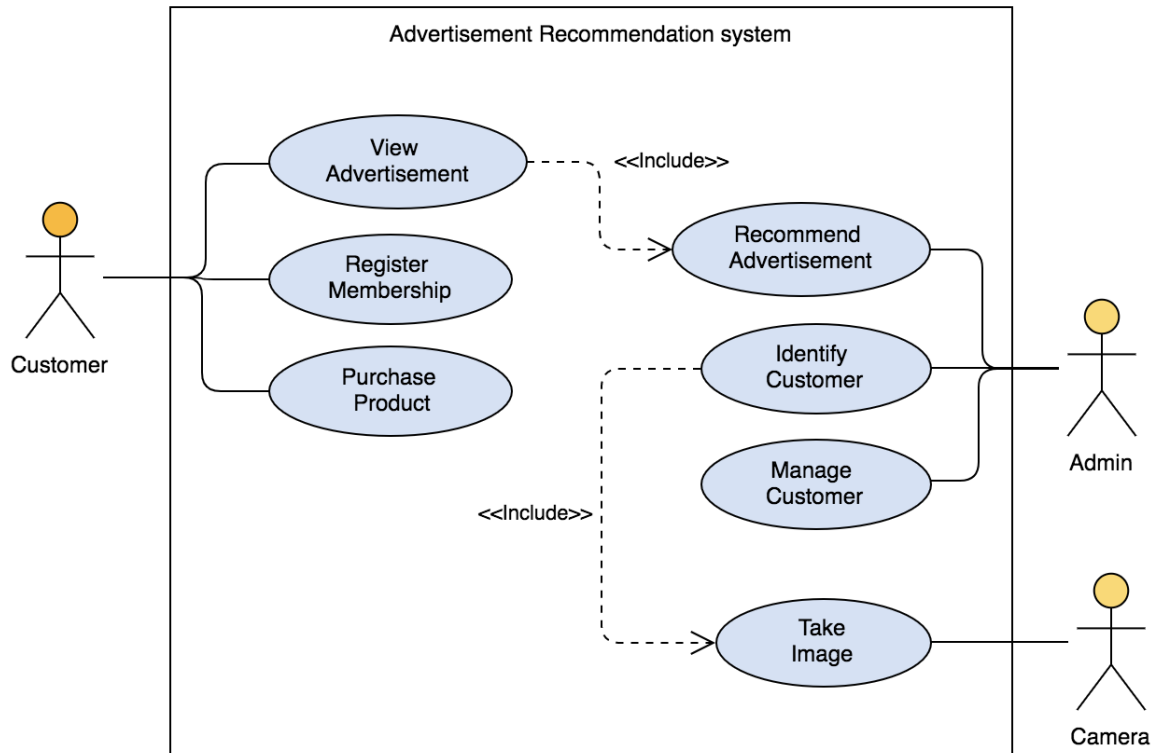 Advertisement Recommendation system
View
Advertisement
<<Include>>
Recommend
Advertisement
Register
Membership
Customer
Purchase
Product
Identify
Customer
Admin
Manage
Customer
<<Include>>
Take
Image
Camera